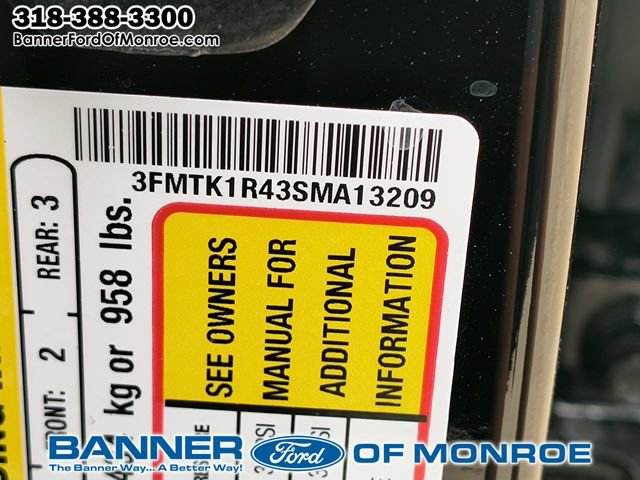 318-388-3300
BannerFordOfMonroe.com
3FMTK1R43SMA13209
REAR: 3
FRONT: 2
kg or 958 lbs.
SEE OWNERS
MANUAL FOR
ADDITIONAL
INFORMATION
BANNER Ford OF MONROE
The Banner Way... A Better Way!